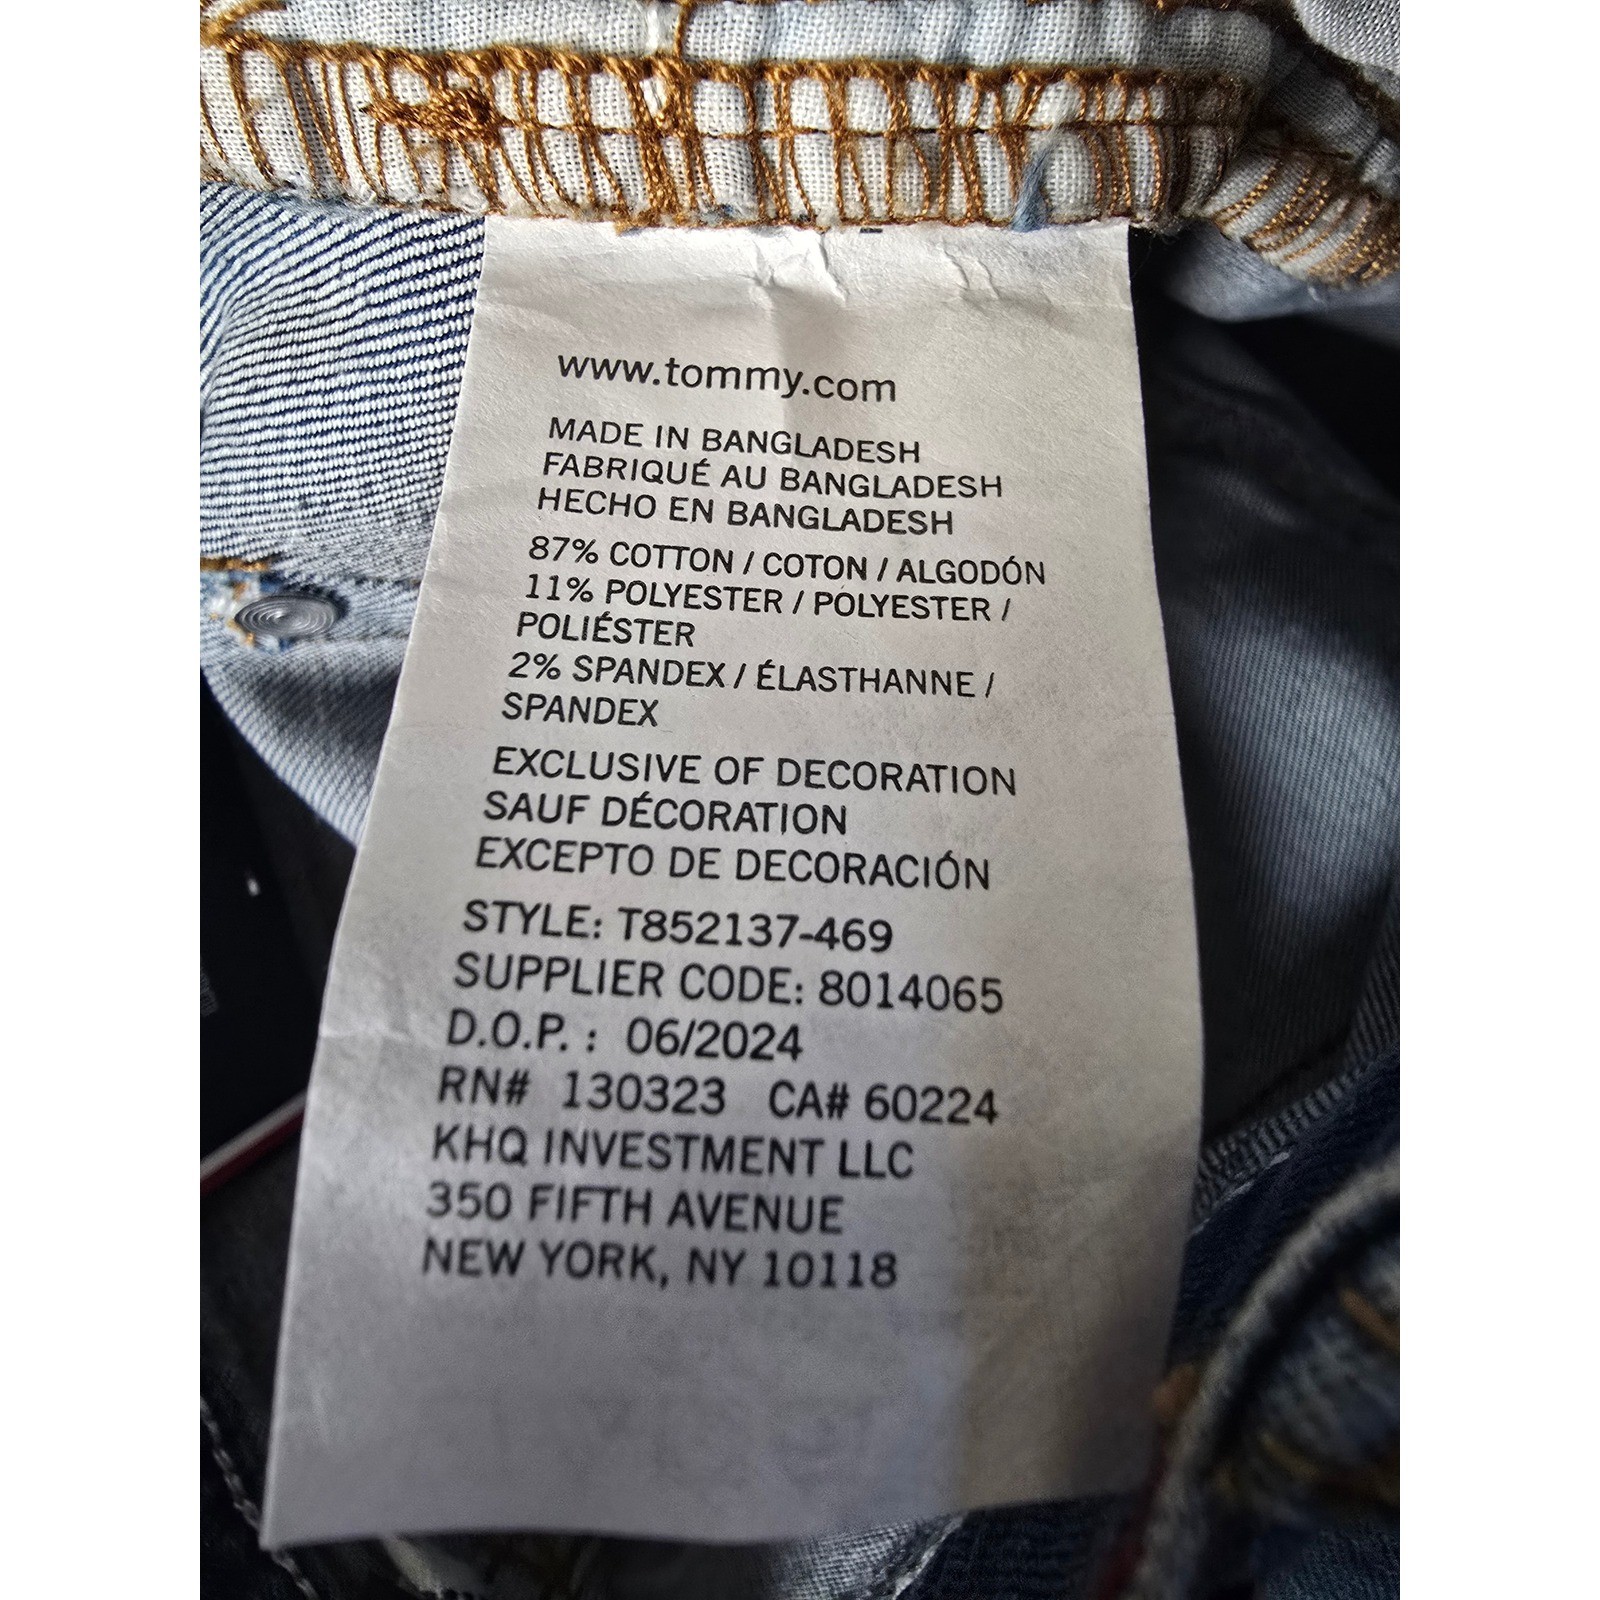 www.tommy.com
MADE IN BANGLADESH
FABRIQUÉ AU BANGLADESH
HECHO EN BANGLADESH
87% COTTON / COTON / ALGODÓN
11% POLYESTER / POLYESTER /
POLIÉSTER
2% SPANDEX / ÉLASTHANNE /
SPANDEX
EXCLUSIVE OF DECORATION
SAUF DÉCORATION
EXCEPTO DE DECORACIÓN
STYLE: T852137-469
SUPPLIER CODE: 8014065
D.O.P. : 06/2024
RN# 130323 CA# 60224
KHQ INVESTMENT LLC
350 FIFTH AVENUE
NEW YORK, NY 10118